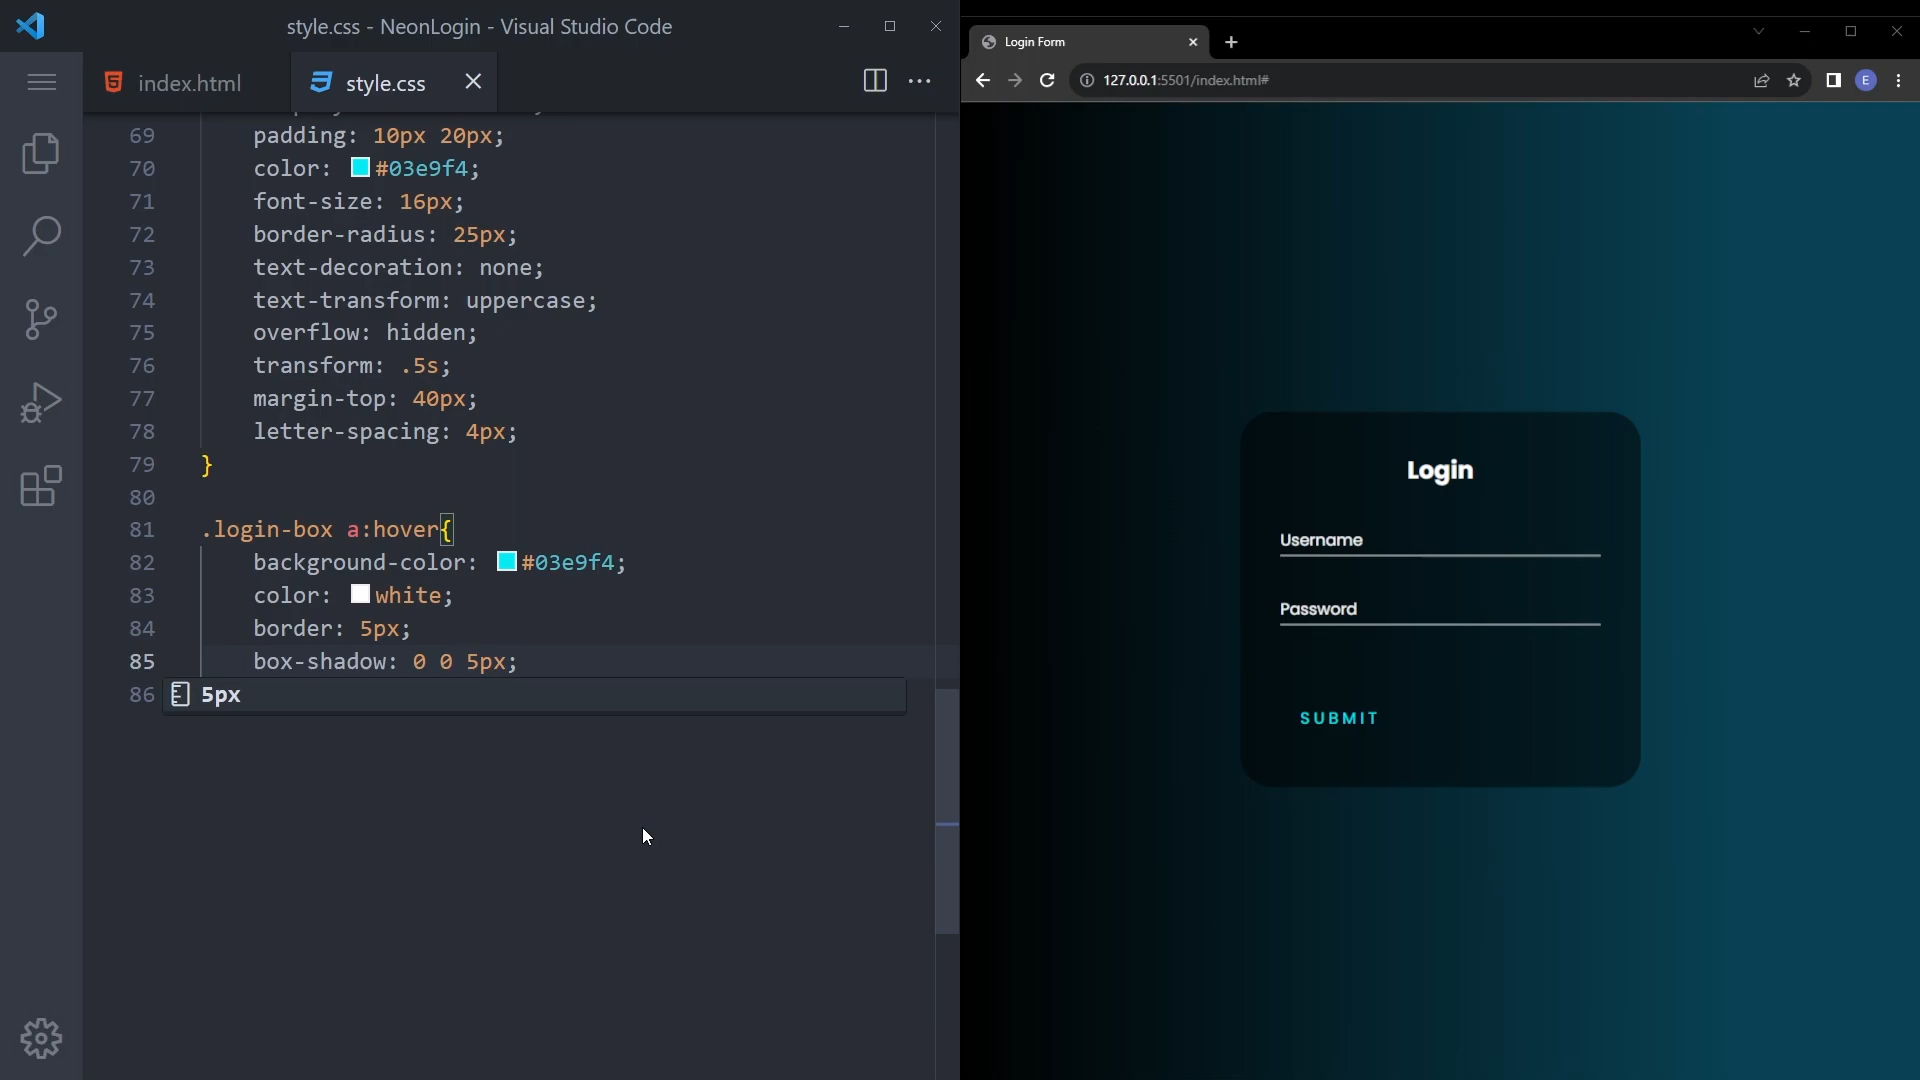 style.css - NeonLogin - Visual Studio Code
index.html
style.css
69 padding: 10px 20px;
70 color: #03e9f4;
71 font-size: 16px;
72 border-radius: 25px;
73 text-decoration: none;
74 text-transform: uppercase;
75 overflow: hidden;
76 transform: .5s;
77 margin-top: 40px;
78 letter-spacing: 4px;
79 }
80
81 .login-box a:hover{
82 background-color: #03e9f4;
83 color: white;
84 border: 5px;
85 box-shadow: 0 0 5px;
86
5px
Login Form
127.0.0.1:5501/index.html#
E
Login
Username
Password
SUBMIT